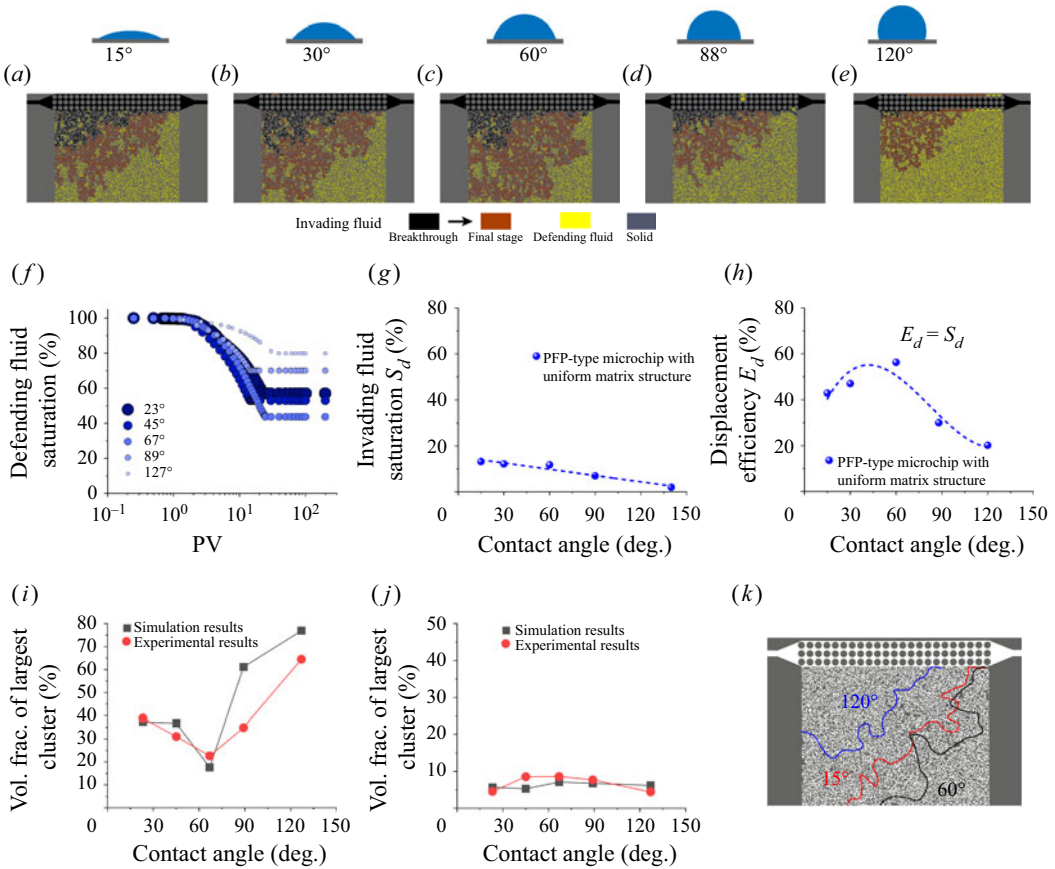 15° 30° 60° 88° 120°
(a) (b) (c) (d) (e)
Invading fluid
Breakthrough Final stage Defending fluid Solid
(f)
Defending fluid
saturation (%)
100
80
60
40
20
0
23°
45°
67°
89°
127°
10⁻¹ 10⁰ 10¹ 10²
PV
(g)
Invading fluid
saturation S_d (%)
80
60
40
20
0 30 60 90 120 150
PFP-type microchip with
uniform matrix structure
Contact angle (deg.)
(h)
Displacement
efficiency E_d (%)
80
60
40
20
0 30 60 90 120 150
E_d = S_d
PFP-type microchip with
uniform matrix structure
Contact angle (deg.)
(i)
Vol. frac. of largest
cluster (%)
80
70
60
50
40
30
20
10
0 30 60 90 120 150
Simulation results
Experimental results
Contact angle (deg.)
(j)
Vol. frac. of largest
cluster (%)
50
40
30
20
10
0 30 60 90 120 150
Simulation results
Experimental results
Contact angle (deg.)
(k)
120°
15°
60°